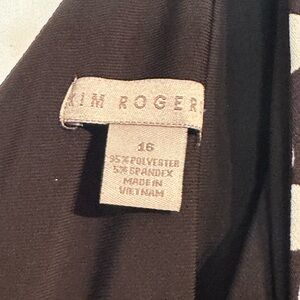 KIM ROGER
16
95% POLYESTER
5% SPANDEX
MADE IN
VIETNAM